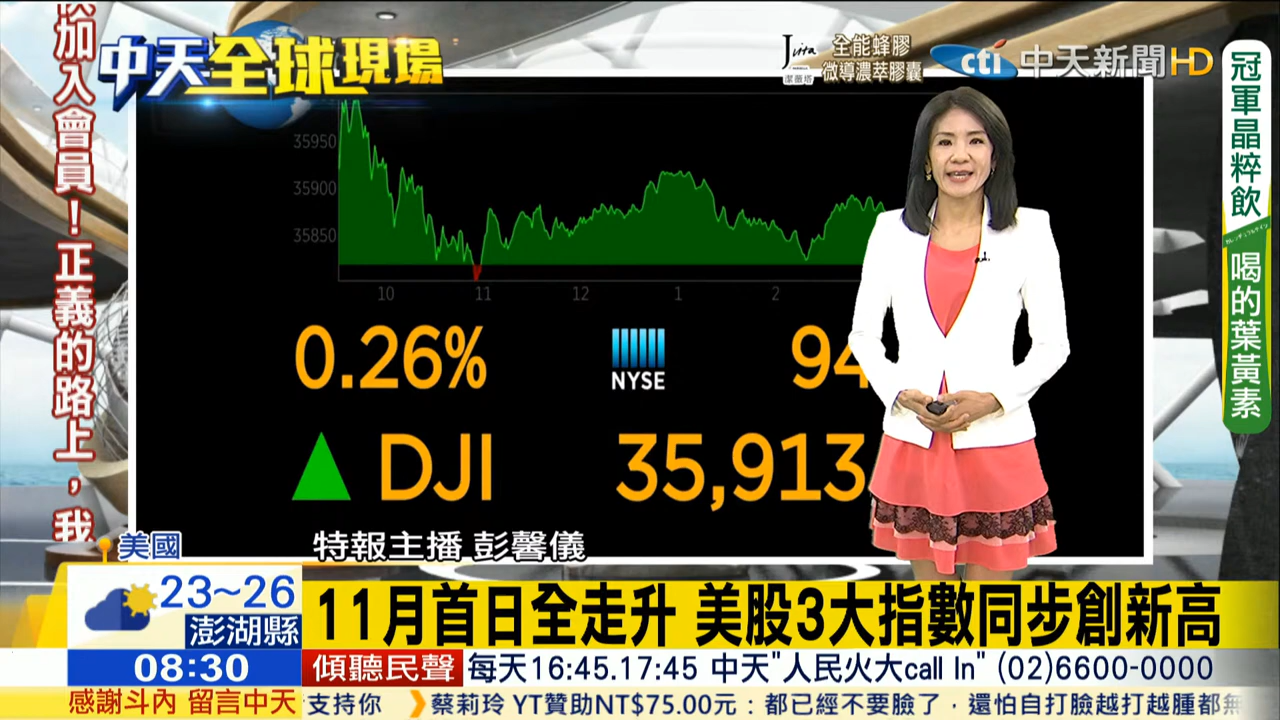 加入會員！正義的路上，我
中天全球現場
Jvita
潔薇塔
全能蜂膠
微導濃萃膠囊
cti 中天新聞HD
冠軍晶粹飲
喝的葉黃素
35950
35900
35850
10 11 12 1 2
0.26%
NYSE
94
DJI 35,913
美國
特報主播 彭馨儀
23~26
澎湖縣
11月首日全走升 美股3大指數同步創新高
08:30
傾聽民聲 每天16:45.17:45 中天"人民火大call In" (02)6600-0000
感謝斗內 留言中天
支持你 蔡莉玲 YT贊助NT$75.00元：都已經不要臉了，還怕自打臉越打越腫都無